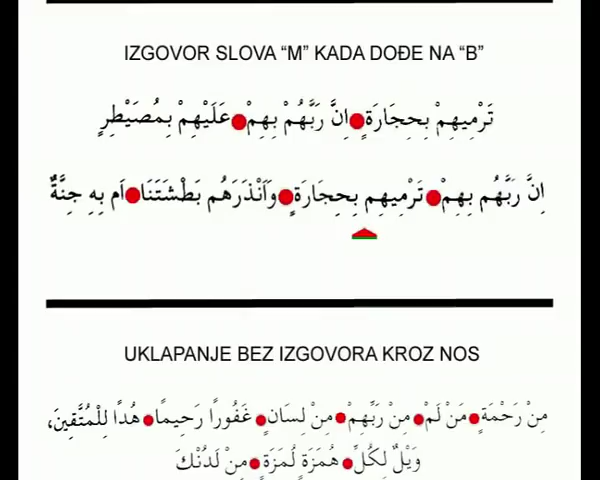 IZGOVOR SLOVA “M” KADA DOĐE NA “B”
تَرْمِيهِمْ بِحِجَارَةٍ ● اِنَّ رَبَّهُمْ بِهِمْ ● عَلَيْهِمْ بِمُصَيْطِرٍ
اِنَّ رَبَّهُم بِهِمْ ● تَرْمِيهِم بِحِجَارَةٍ ● وَاَنْذَرَهُم بَطْشَتَنَا ● اَم بِهِ جِنَّةٌ
UKLAPANJE BEZ IZGOVORA KROZ NOS
مِنْ رَحْمَةٍ ● مَنْ لَمْ ● مِنْ رَبِّهِمْ ● مِنْ لِسَانٍ ● غَفُورًا رَحِيمًا ● هُدًا لِلْمُتَّقِينَ،
وَيْلٌ لِكُلِّ ● هُمَزَةٍ لُمَزَةٍ ● مِنْ لَدُنْكَ